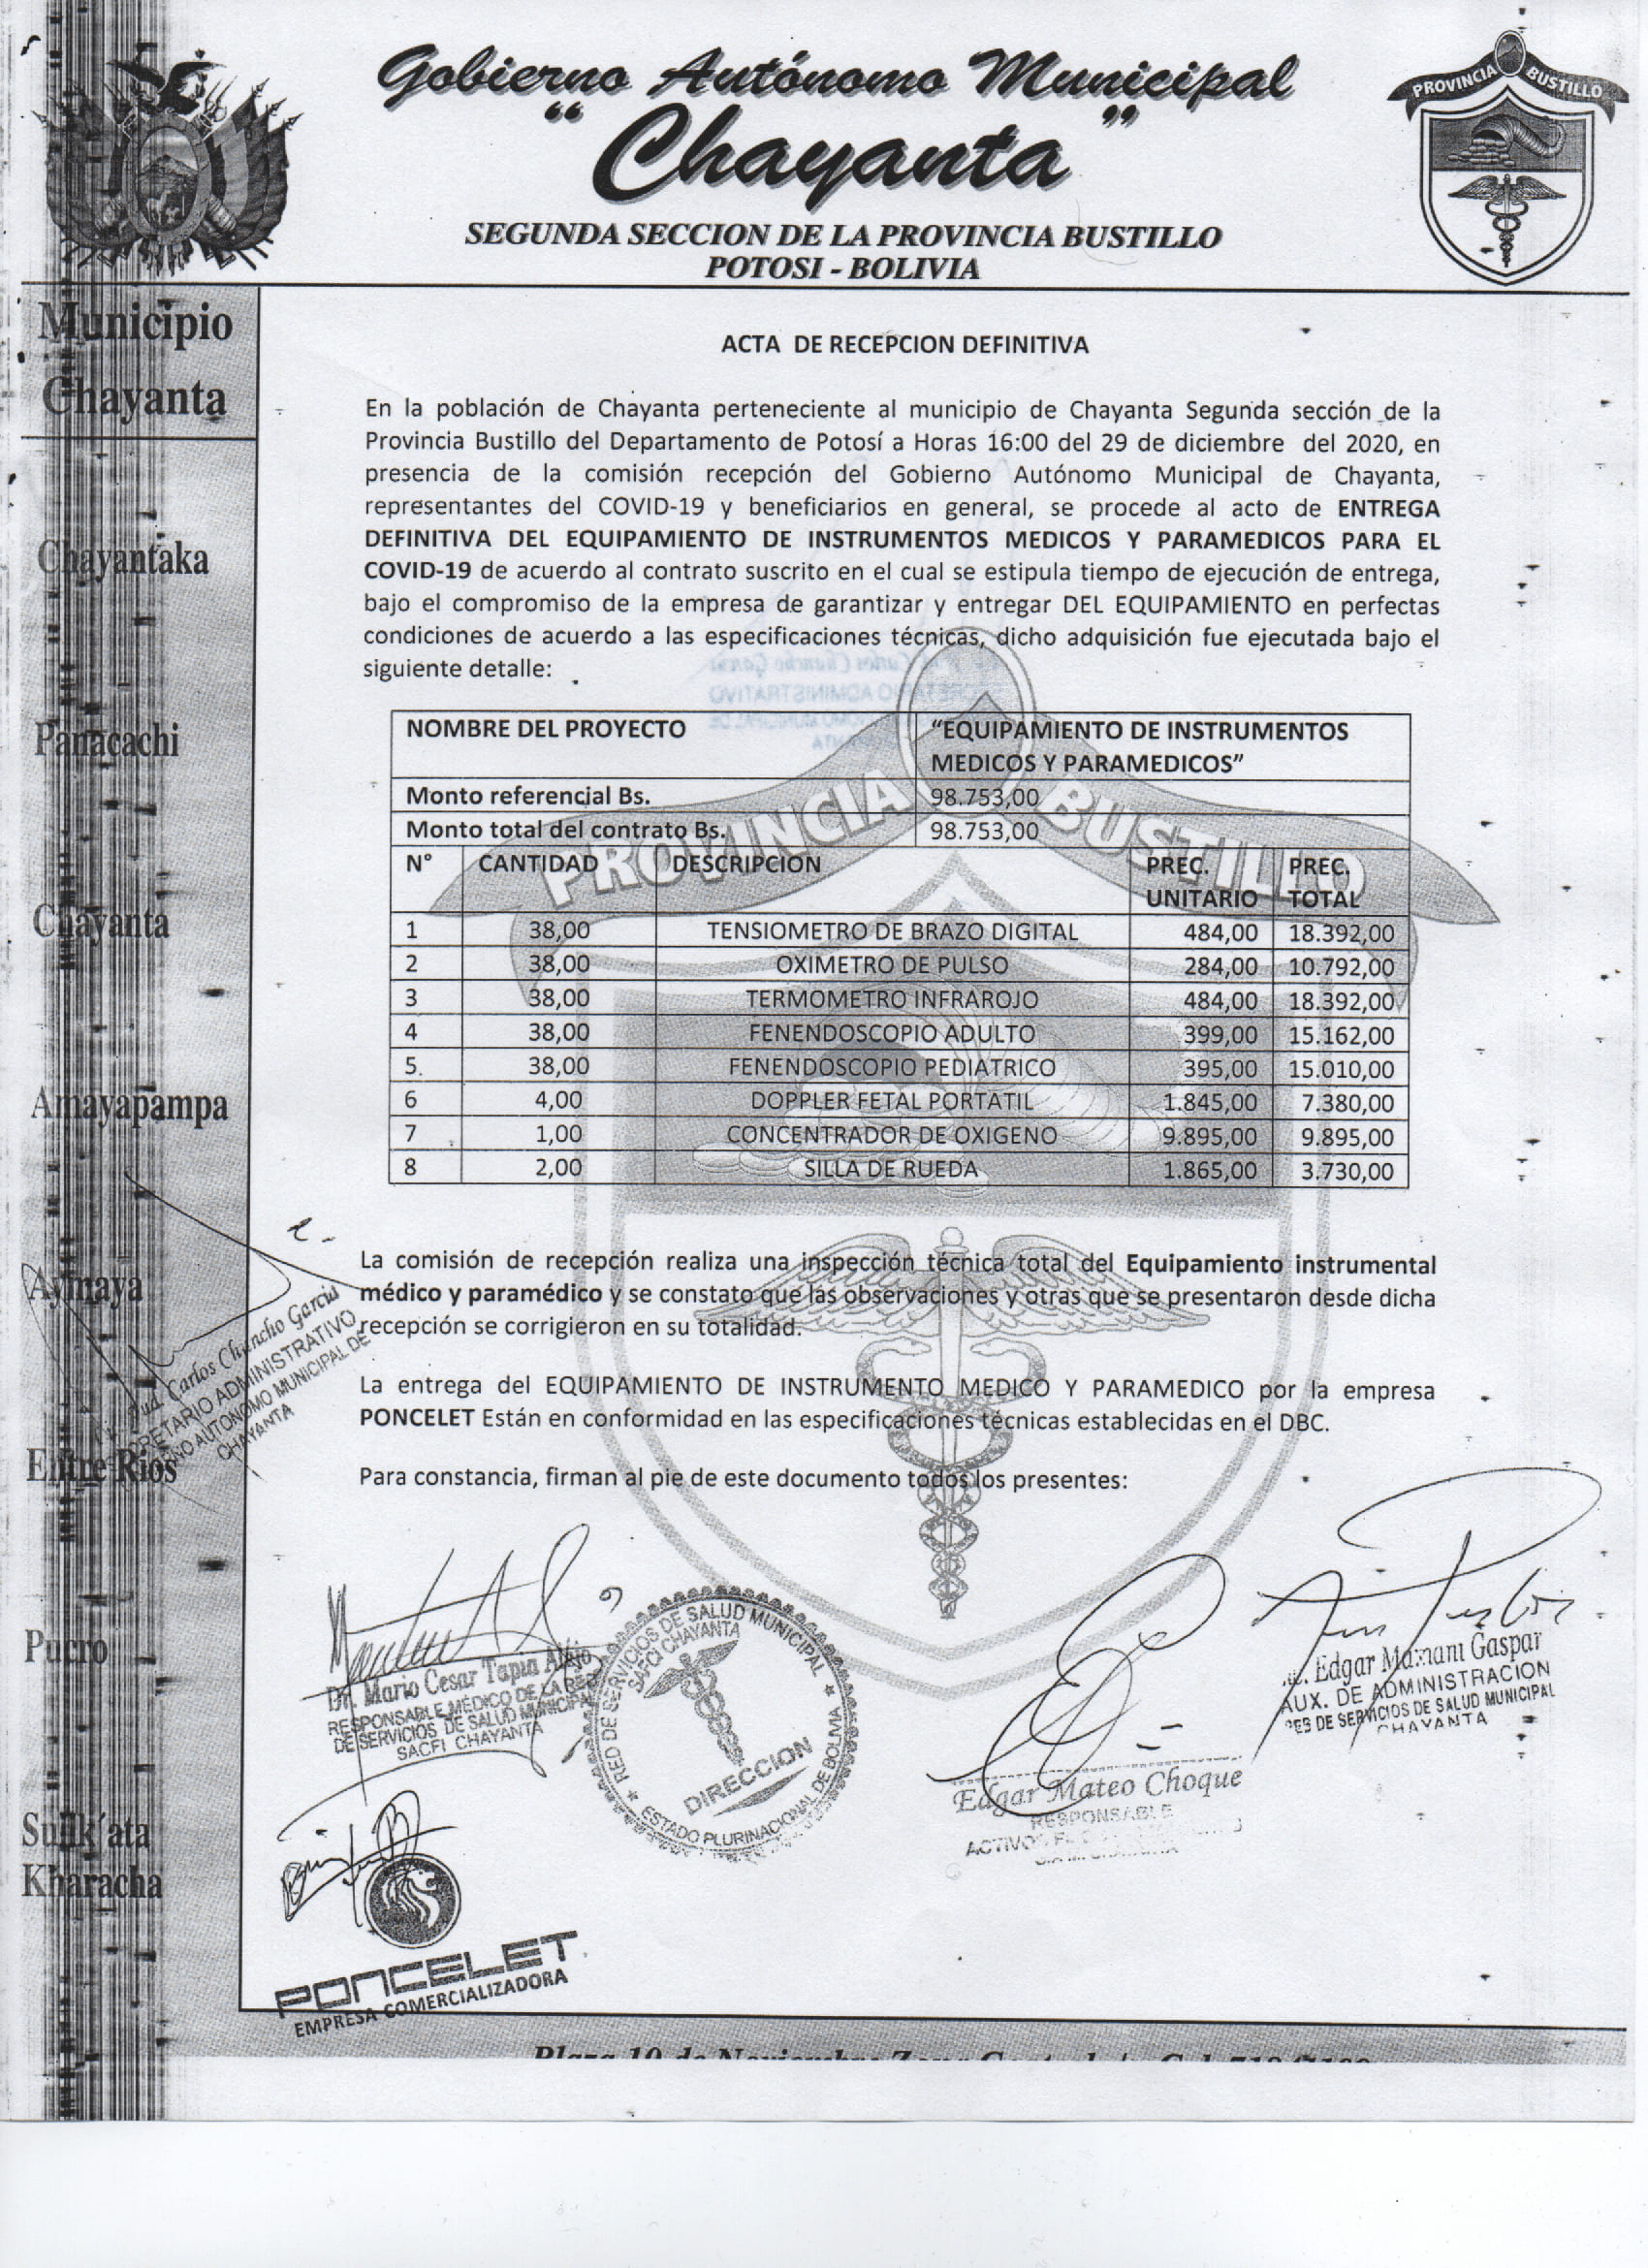 Gobierno Autónomo Municipal
"Chayanta"
SEGUNDA SECCION DE LA PROVINCIA BUSTILLO
POTOSI - BOLIVIA
PROVINCIA BUSTILLO
Municipio
Chayanta
Chayantaka
Panacachi
Chayanta
Amayapampa
Aymaya
Entre Rios
Pucro
Kharacha
ACTA DE RECEPCION DEFINITIVA
En la población de Chayanta perteneciente al municipio de Chayanta Segunda sección de la
Provincia Bustillo del Departamento de Potosí a Horas 16:00 del 29 de diciembre del 2020, en
presencia de la comisión recepción del Gobierno Autónomo Municipal de Chayanta,
representantes del COVID-19 y beneficiarios en general, se procede al acto de ENTREGA
DEFINITIVA DEL EQUIPAMIENTO DE INSTRUMENTOS MEDICOS Y PARAMEDICOS PARA EL
COVID-19 de acuerdo al contrato suscrito en el cual se estipula tiempo de ejecución de entrega,
bajo el compromiso de la empresa de garantizar y entregar DEL EQUIPAMIENTO en perfectas
condiciones de acuerdo a las especificaciones técnicas, dicho adquisición fue ejecutada bajo el
siguiente detalle:
NOMBRE DEL PROYECTO "EQUIPAMIENTO DE INSTRUMENTOS
MEDICOS Y PARAMEDICOS"
Monto referencial Bs. 98.753,00
Monto total del contrato Bs. 98.753,00
PROVINCIA BUSTILLO
N° CANTIDAD DESCRIPCION PREC. UNITARIO PREC. TOTAL
1 38,00 TENSIOMETRO DE BRAZO DIGITAL 484,00 18.392,00
2 38,00 OXIMETRO DE PULSO 284,00 10.792,00
3 38,00 TERMOMETRO INFRAROJO 484,00 18.392,00
4 38,00 FENENDOSCOPIO ADULTO 399,00 15.162,00
5. 38,00 FENENDOSCOPIO PEDIATRICO 395,00 15.010,00
6 4,00 DOPPLER FETAL PORTATIL 1.845,00 7.380,00
7 1,00 CONCENTRADOR DE OXIGENO 9.895,00 9.895,00
8 2,00 SILLA DE RUEDA 1.865,00 3.730,00
La comisión de recepción realiza una inspección técnica total del Equipamiento instrumental
médico y paramédico y se constato que las observaciones y otras que se presentaron desde dicha
recepción se corrigieron en su totalidad.
La entrega del EQUIPAMIENTO DE INSTRUMENTO MEDICO Y PARAMEDICO por la empresa
PONCELET Están en conformidad en las especificaciones técnicas establecidas en el DBC.
Para constancia, firman al pie de este documento todos los presentes:
Carlos Chuncho Garcia
ADMINISTRATIVO
AUTONOMO MUNICIPAL DE
CHAYANTA
Dr. Mario Cesar Tapia Alejo
RESPONSABLE MÉDICO DE LA RED
DE SERVICIOS DE SALUD MUNICIPAL
SACFI CHAYANTA
RED DE SERVICIOS DE SALUD MUNICIPAL
SAFCI CHAYANTA
DIRECCION
ESTADO PLURINACIONAL DE BOLIVIA
Edgar Mateo Choque
RESPONSABLE
Edgar Mamani Gaspar
AUX. DE ADMINISTRACION
DE SERVICIOS DE SALUD MUNICIPAL
CHAYANTA
PONCELET
EMPRESA COMERCIALIZADORA